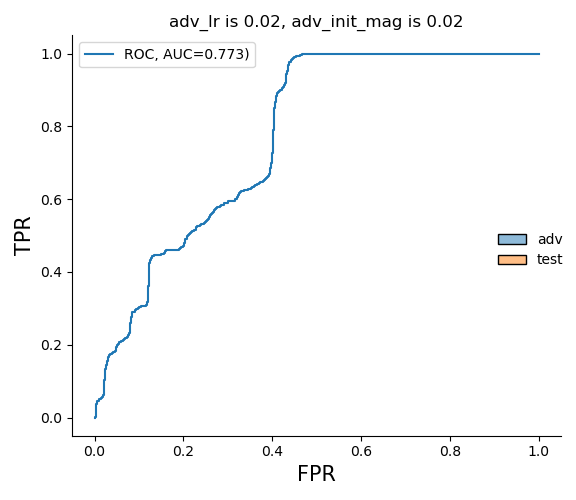 adv_lr is 0.02, adv_init_mag is 0.02
ROC, AUC=0.773)
1.0
0.8
0.6
0.4
0.2
0.0
TPR
adv
test
0.0 0.2 0.4 0.6 0.8 1.0
FPR